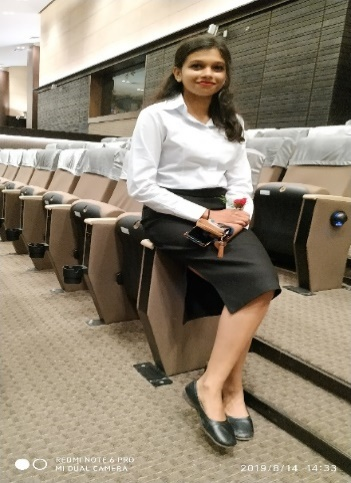 REDMI NOTE 6 PRO
MI DUAL CAMERA
2019/8/14 14:33